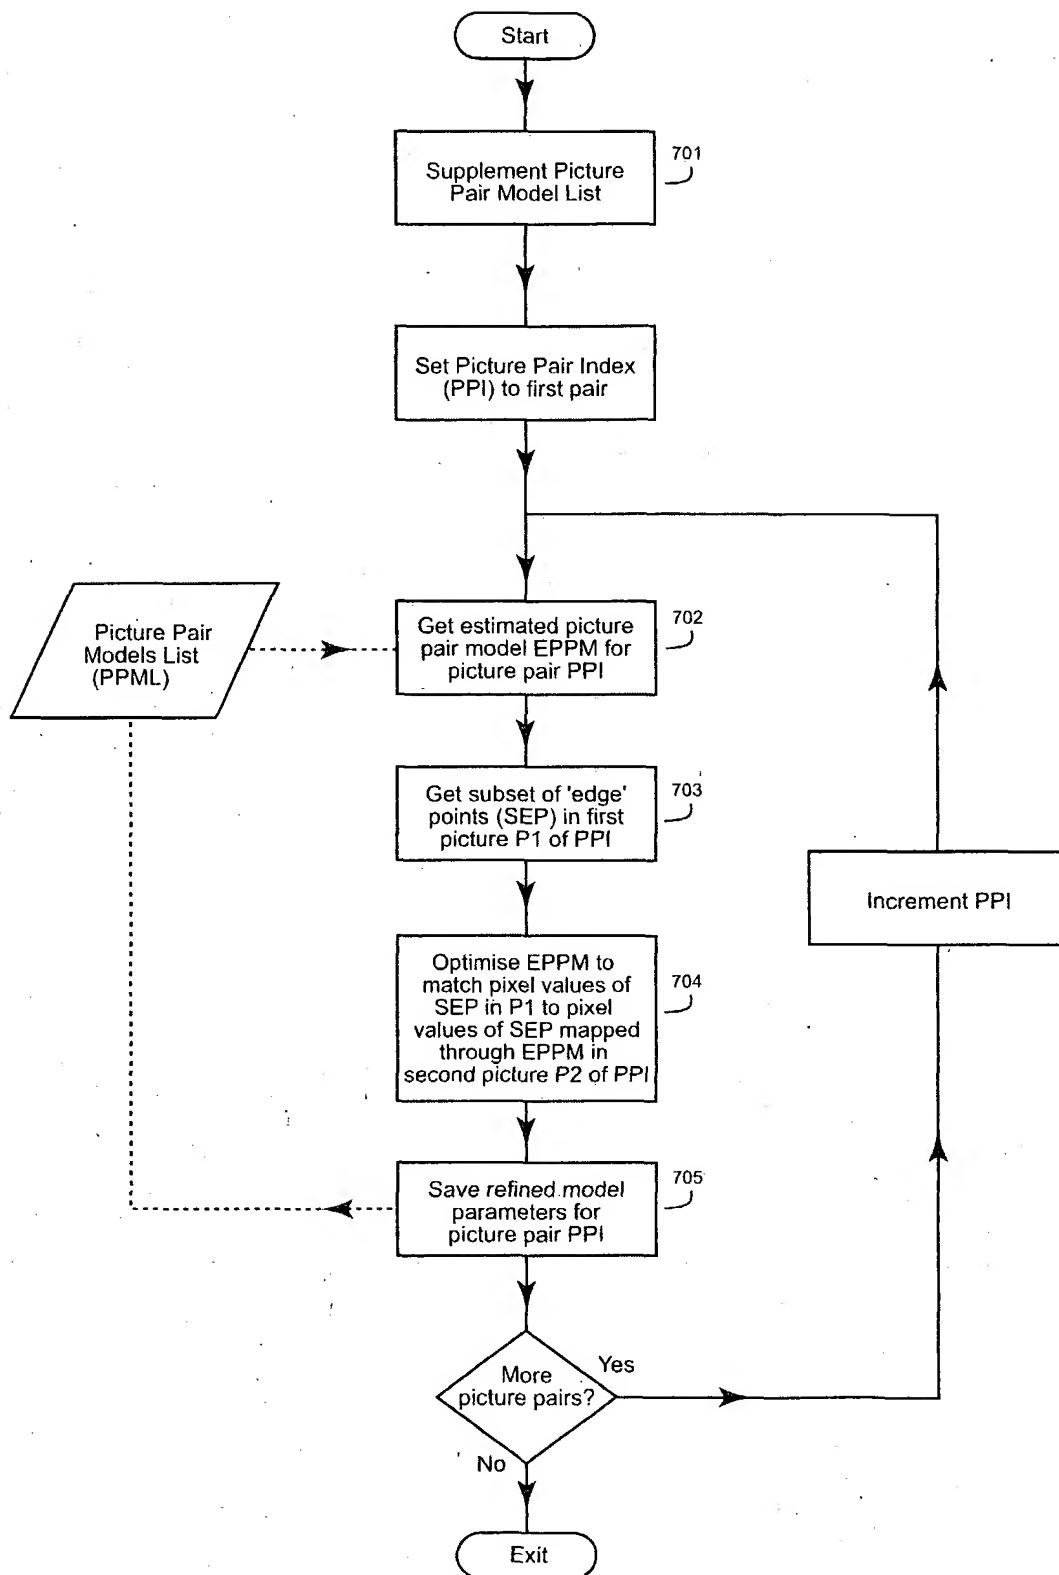 Start
Supplement Picture
Pair Model List
701
Set Picture Pair Index
(PPI) to first pair
Picture Pair
Models List
(PPML)
Get estimated picture
pair model EPPM for
picture pair PPI
702
Get subset of 'edge'
points (SEP) in first
picture P1 of PPI
703
Increment PPI
Optimise EPPM to
match pixel values of
SEP in P1 to pixel
values of SEP mapped
through EPPM in
second picture P2 of PPI
704
Save refined model
parameters for
picture pair PPI
705
More
picture pairs?
Yes
No
Exit